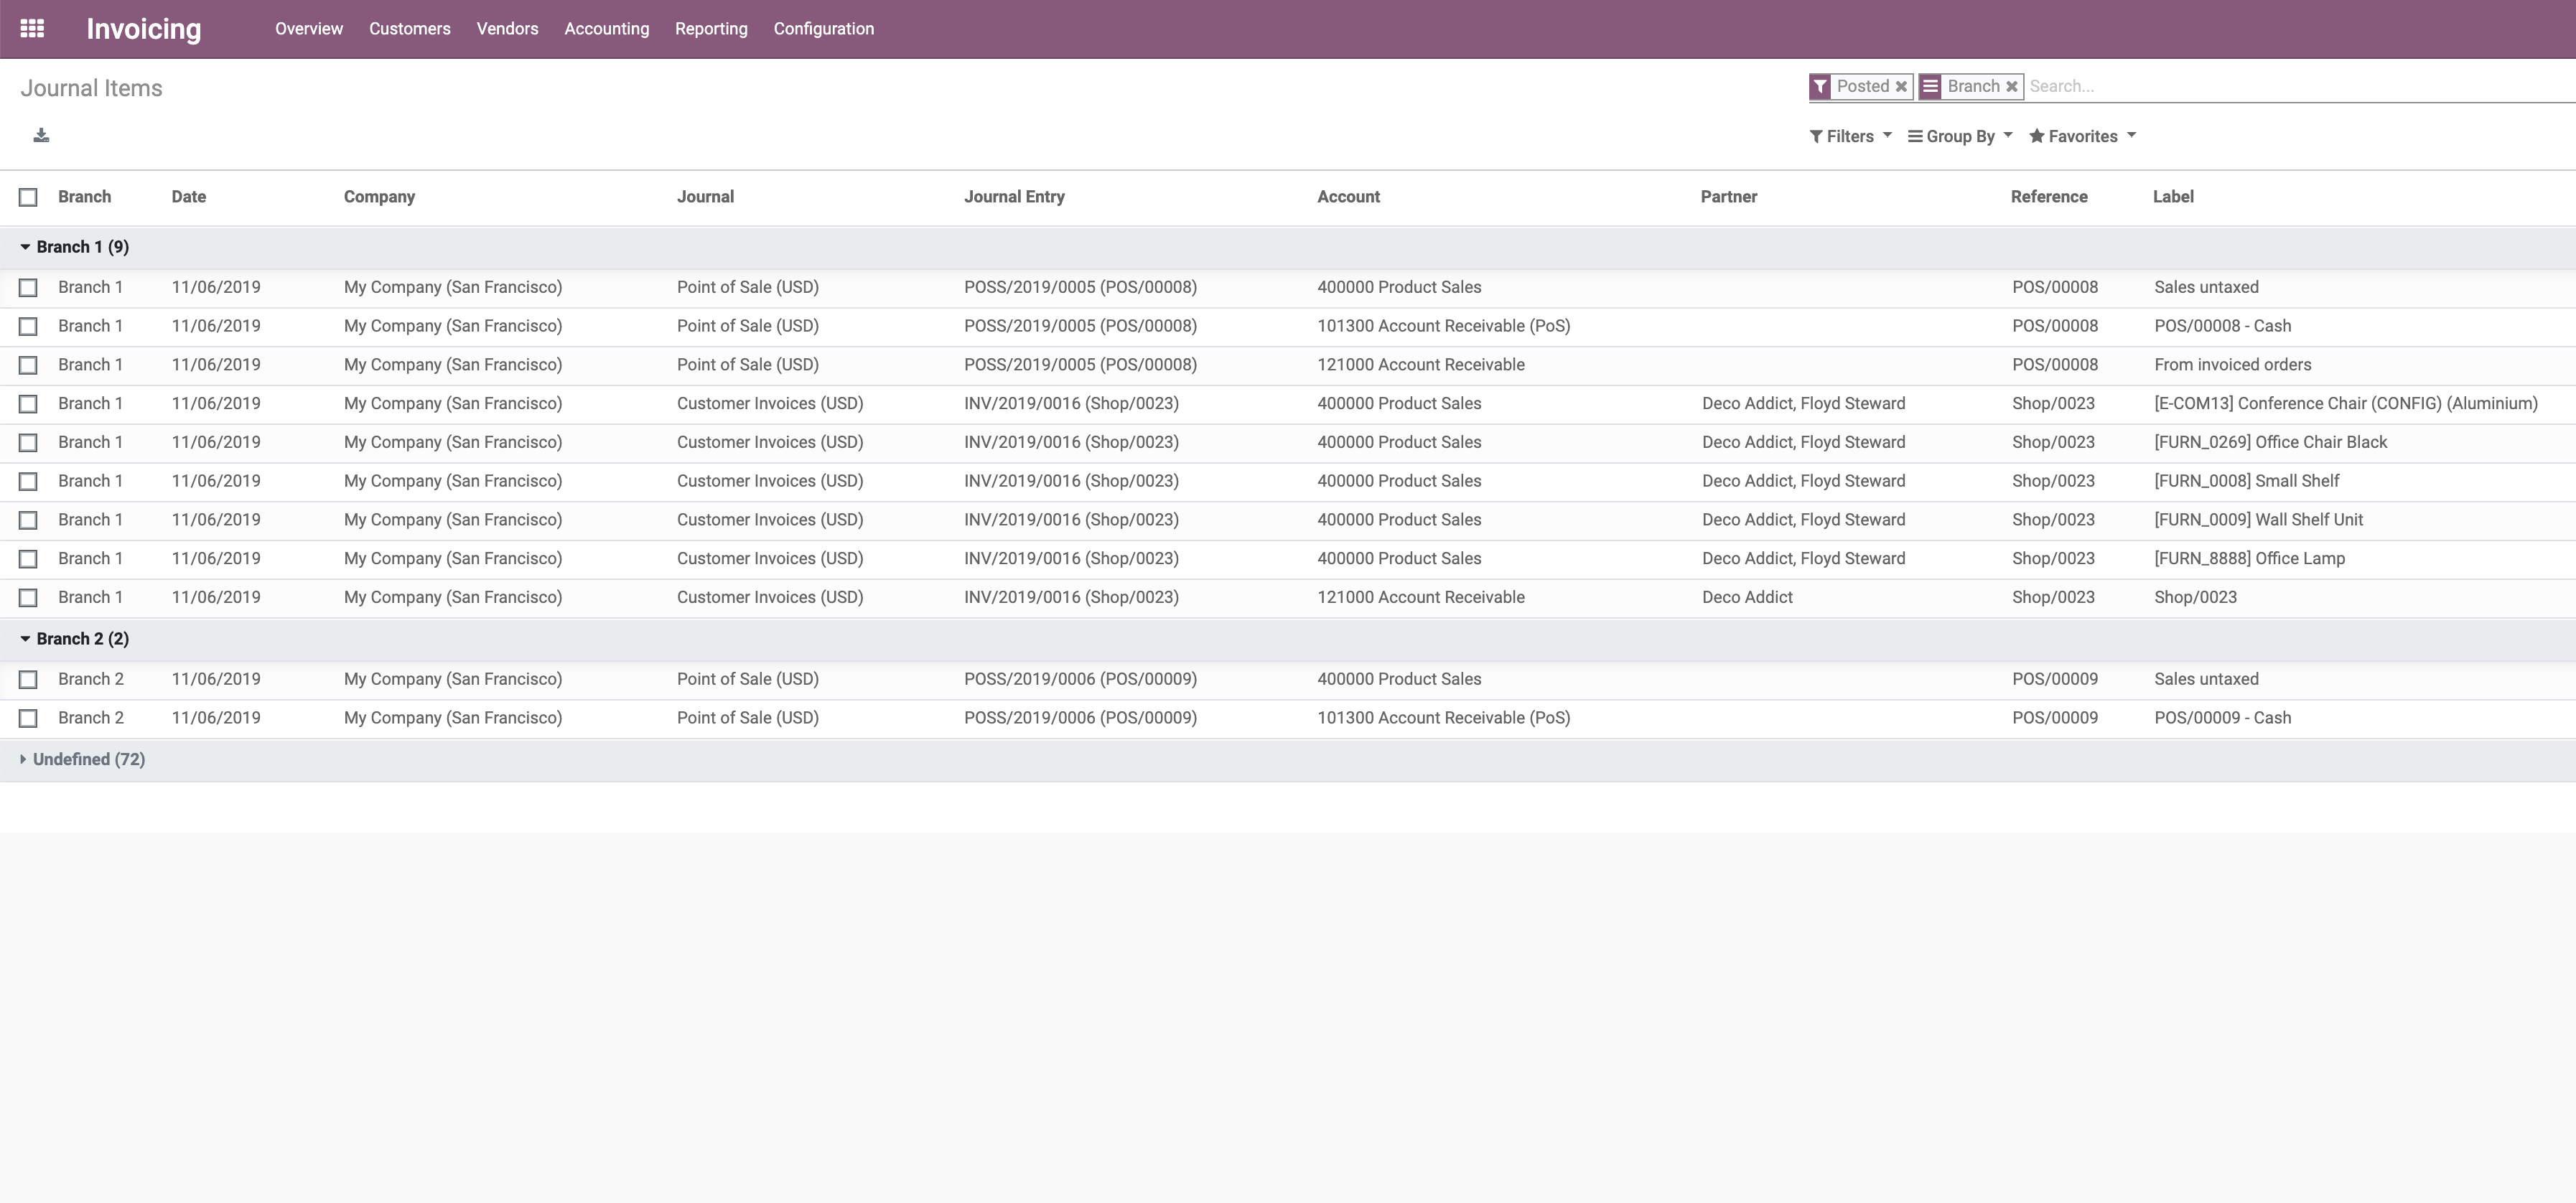 Invoicing Overview Customers Vendors Accounting Reporting Configuration
Journal Items
Posted Branch Search...
Filters Group By Favorites
Branch Date Company Journal Journal Entry Account Partner Reference Label
Branch 1 (9)
Branch 1 11/06/2019 My Company (San Francisco) Point of Sale (USD) POSS/2019/0005 (POS/00008) 400000 Product Sales POS/00008 Sales untaxed
Branch 1 11/06/2019 My Company (San Francisco) Point of Sale (USD) POSS/2019/0005 (POS/00008) 101300 Account Receivable (PoS) POS/00008 POS/00008 - Cash
Branch 1 11/06/2019 My Company (San Francisco) Point of Sale (USD) POSS/2019/0005 (POS/00008) 121000 Account Receivable POS/00008 From invoiced orders
Branch 1 11/06/2019 My Company (San Francisco) Customer Invoices (USD) INV/2019/0016 (Shop/0023) 400000 Product Sales Deco Addict, Floyd Steward Shop/0023 [E-COM13] Conference Chair (CONFIG) (Aluminium)
Branch 1 11/06/2019 My Company (San Francisco) Customer Invoices (USD) INV/2019/0016 (Shop/0023) 400000 Product Sales Deco Addict, Floyd Steward Shop/0023 [FURN_0269] Office Chair Black
Branch 1 11/06/2019 My Company (San Francisco) Customer Invoices (USD) INV/2019/0016 (Shop/0023) 400000 Product Sales Deco Addict, Floyd Steward Shop/0023 [FURN_0008] Small Shelf
Branch 1 11/06/2019 My Company (San Francisco) Customer Invoices (USD) INV/2019/0016 (Shop/0023) 400000 Product Sales Deco Addict, Floyd Steward Shop/0023 [FURN_0009] Wall Shelf Unit
Branch 1 11/06/2019 My Company (San Francisco) Customer Invoices (USD) INV/2019/0016 (Shop/0023) 400000 Product Sales Deco Addict, Floyd Steward Shop/0023 [FURN_8888] Office Lamp
Branch 1 11/06/2019 My Company (San Francisco) Customer Invoices (USD) INV/2019/0016 (Shop/0023) 121000 Account Receivable Deco Addict Shop/0023 Shop/0023
Branch 2 (2)
Branch 2 11/06/2019 My Company (San Francisco) Point of Sale (USD) POSS/2019/0006 (POS/00009) 400000 Product Sales POS/00009 Sales untaxed
Branch 2 11/06/2019 My Company (San Francisco) Point of Sale (USD) POSS/2019/0006 (POS/00009) 101300 Account Receivable (PoS) POS/00009 POS/00009 - Cash
Undefined (72)